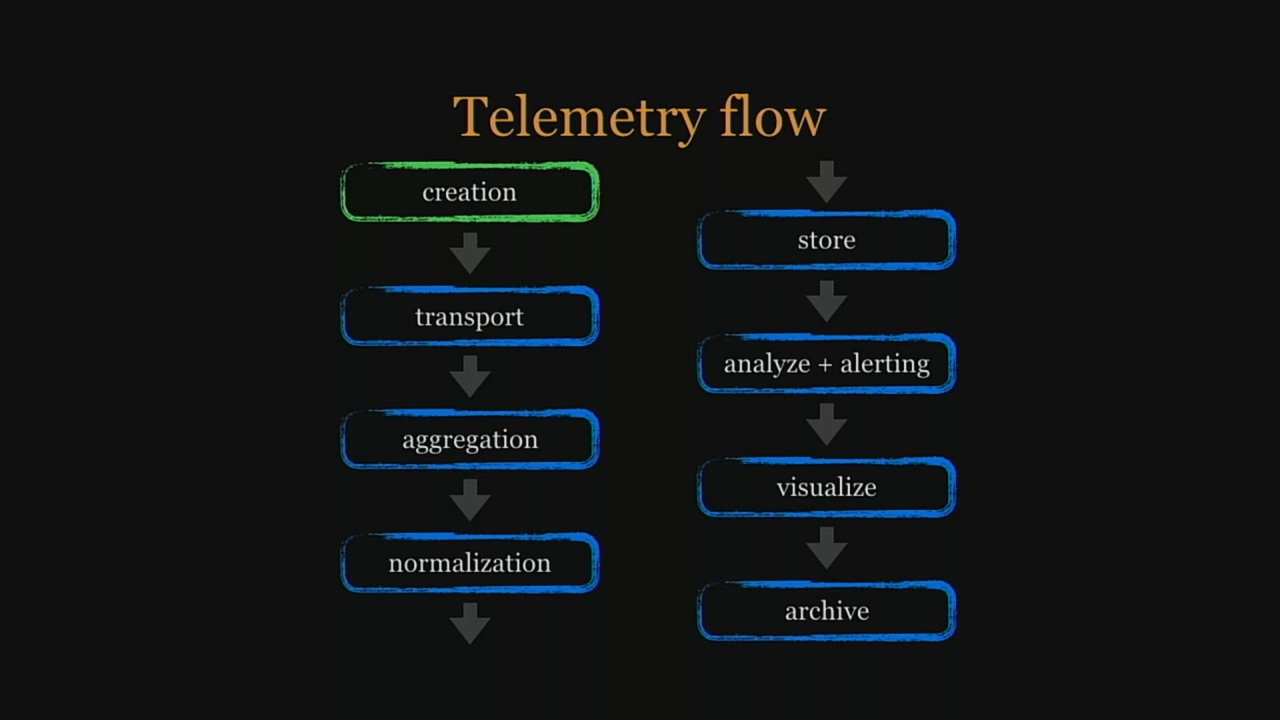 Telemetry flow
creation
transport
aggregation
normalization
store
analyze + alerting
visualize
archive